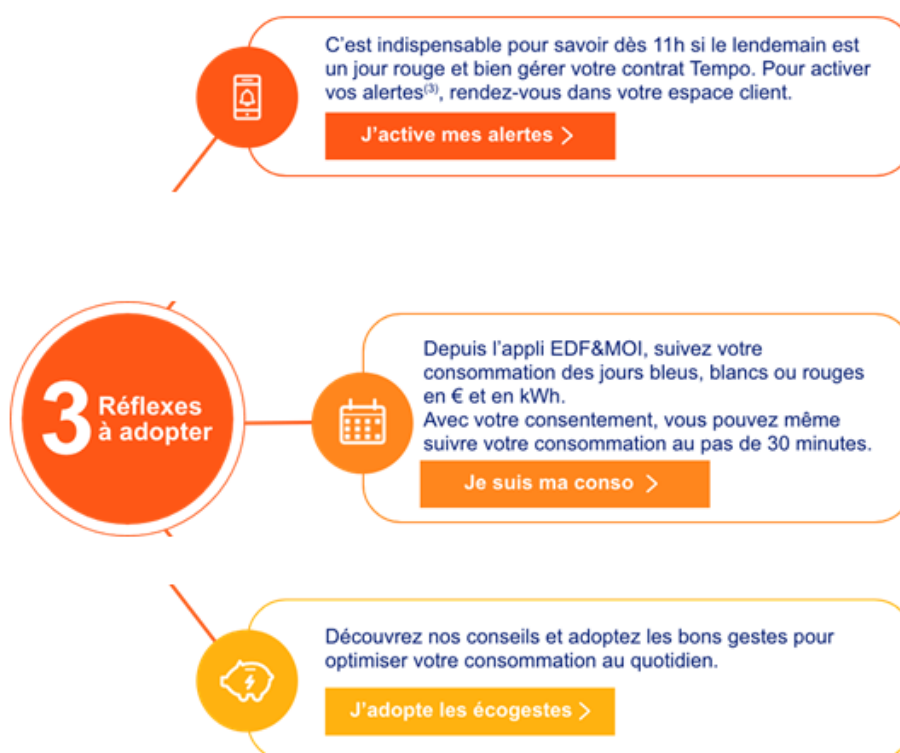 C'est indispensable pour savoir dès 11h si le lendemain est
un jour rouge et bien gérer votre contrat Tempo. Pour activer
vos alertes⁽³⁾, rendez-vous dans votre espace client.
J'active mes alertes >
3 Réflexes
à adopter
Depuis l'appli EDF&MOI, suivez votre
consommation des jours bleus, blancs ou rouges
en € et en kWh.
Avec votre consentement, vous pouvez même
suivre votre consommation au pas de 30 minutes.
Je suis ma conso >
Découvrez nos conseils et adoptez les bons gestes pour
optimiser votre consommation au quotidien.
J'adopte les écogestes >